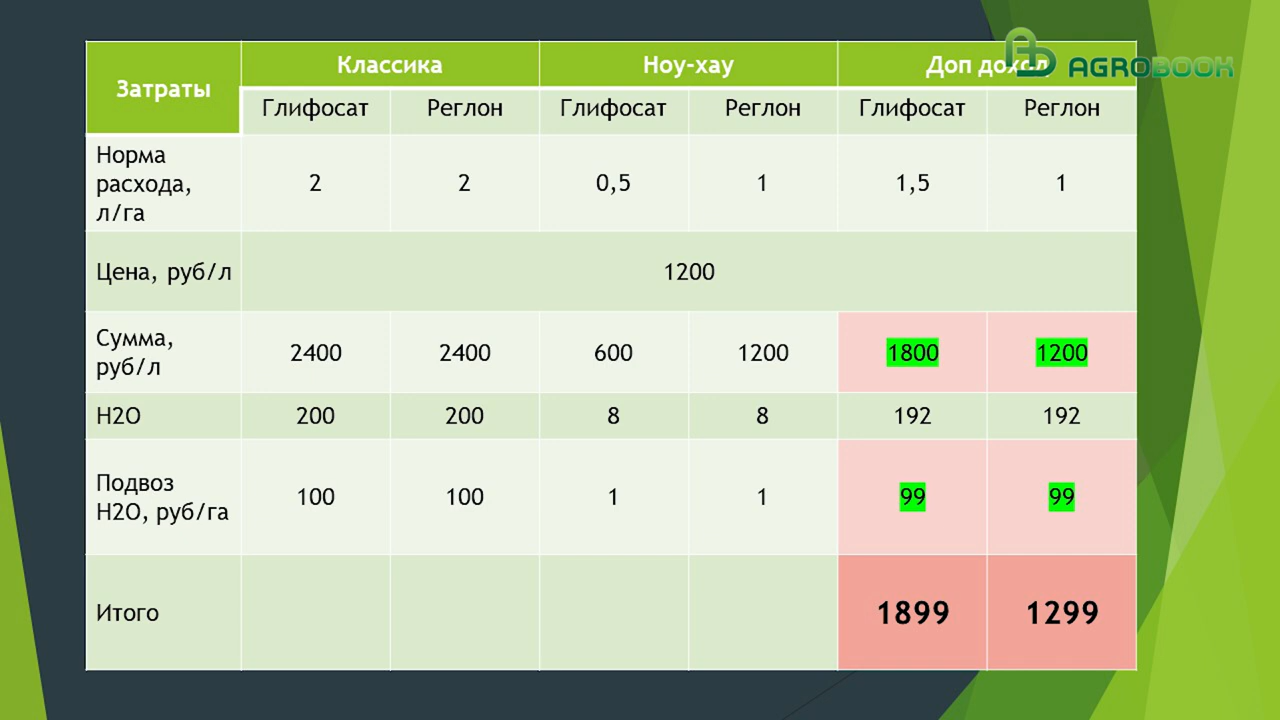 Затраты
Классика
Ноу-хау
Доп доход
AGROBOOK
Глифосат
Реглон
Глифосат
Реглон
Глифосат
Реглон
Норма
расхода,
л/га
2
2
0,5
1
1,5
1
Цена, руб/л
1200
Сумма,
руб/л
2400
2400
600
1200
1800
1200
H2O
200
200
8
8
192
192
Подвоз
H2O, руб/га
100
100
1
1
99
99
Итого
1899
1299